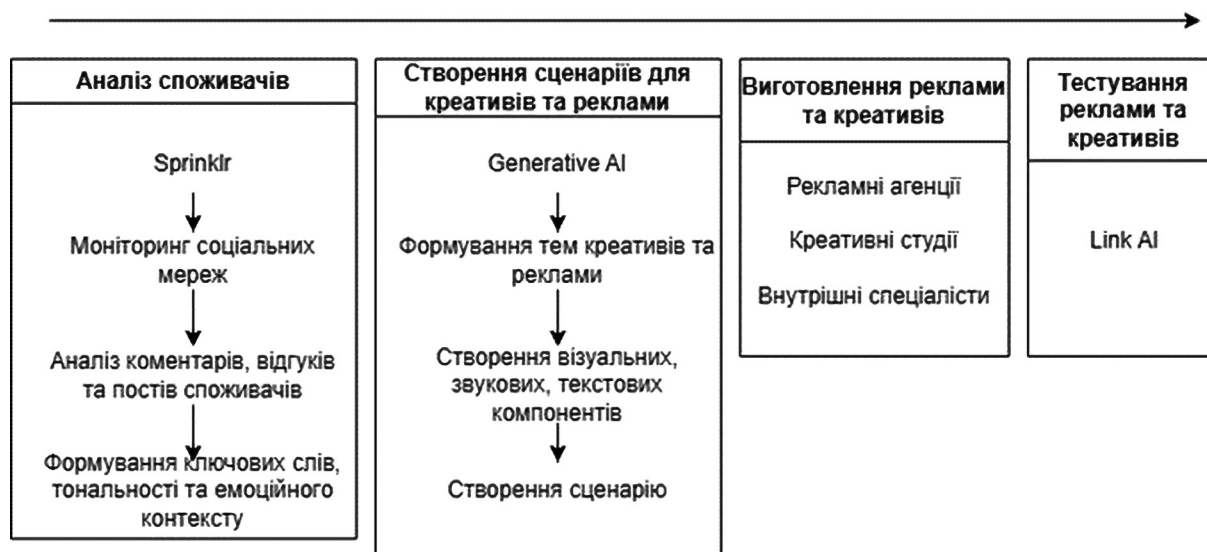 Аналіз споживачів
Sprinklr
Моніторинг соціальних
мереж
Аналіз коментарів, відгуків
та постів споживачів
Формування ключових слів,
тональності та емоційного
контексту
Створення сценаріїв для
креативів та реклами
Generative AI
Формування тем креативів та
реклами
Створення візуальних,
звукових, текстових
компонентів
Створення сценарію
Виготовлення реклами
та креативів
Рекламні агенції
Креативні студії
Внутрішні спеціалісти
Тестування
реклами та
креативів
Link AI